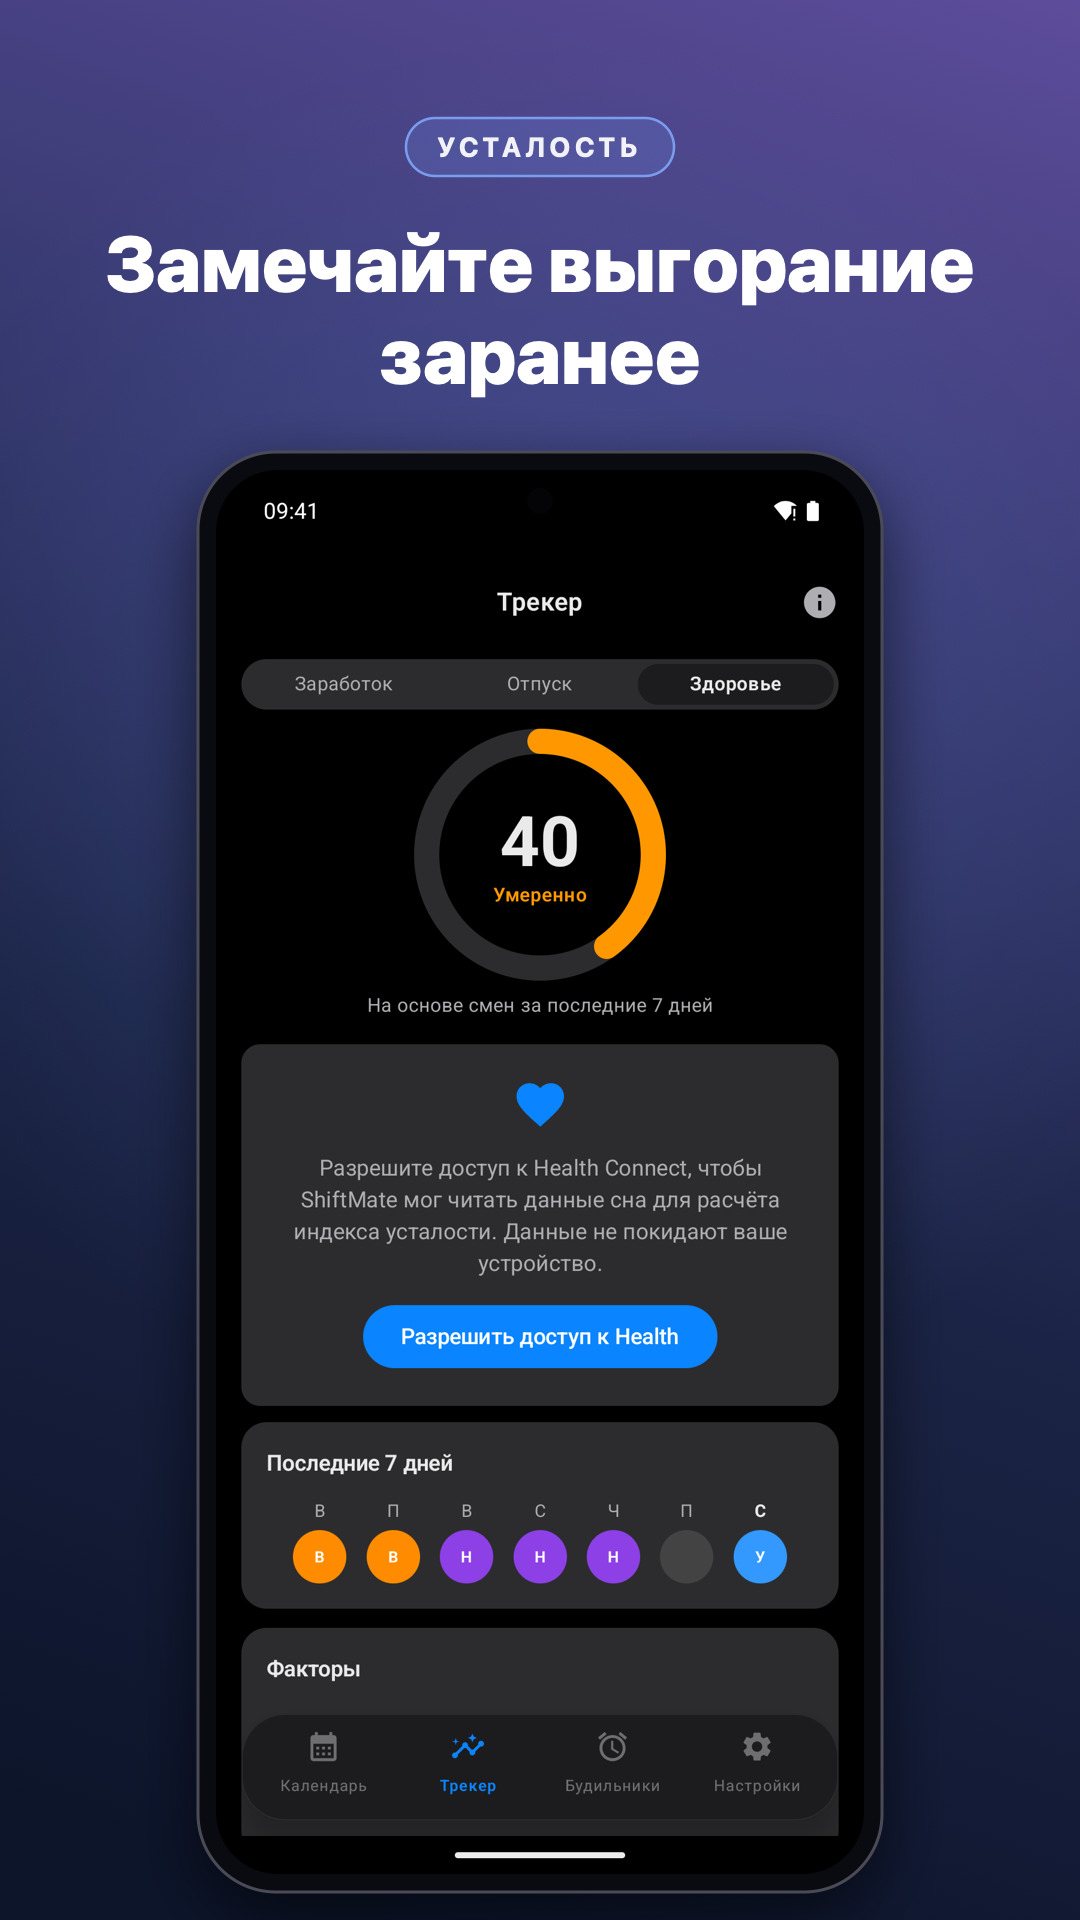 УСТАЛОСТЬ
Замечайте выгорание
заранее
09:41
Трекер
Заработок Отпуск Здоровье
40
Умеренно
На основе смен за последние 7 дней
Разрешите доступ к Health Connect, чтобы
ShiftMate мог читать данные сна для расчёта
индекса усталости. Данные не покидают ваше
устройство.
Разрешить доступ к Health
Последние 7 дней
В П В С Ч П С
В В Н Н Н У
Факторы
Календарь Трекер Будильники Настройки